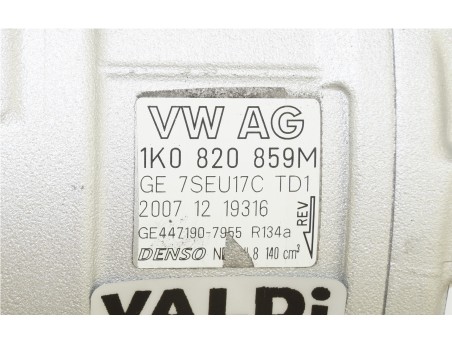 VW AG
1K0 820 859M
GE 7SEU17C TD1
2007 12 19316
REV
GE447190-7955 R134a
DENSO 8 140 cm³
VALDi